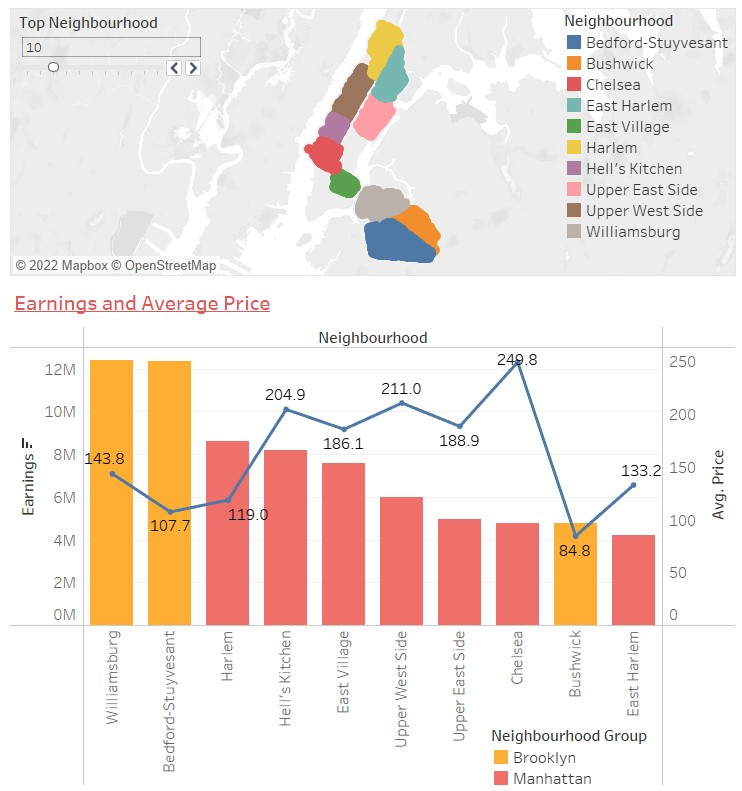 Top Neighbourhood
10
Neighbourhood
Bedford-Stuyvesant
Bushwick
Chelsea
East Harlem
East Village
Harlem
Hell's Kitchen
Upper East Side
Upper West Side
Williamsburg
© 2022 Mapbox © OpenStreetMap
Earnings and Average Price
Neighbourhood
Earnings
12M
10M
8M
6M
4M
2M
0M
143.8
107.7
119.0
204.9
186.1
211.0
188.9
249.8
84.8
133.2
250
200
150
100
50
0
Avg. Price
Williamsburg
Bedford-Stuyvesant
Harlem
Hell's Kitchen
East Village
Upper West Side
Upper East Side
Chelsea
Bushwick
East Harlem
Neighbourhood Group
Brooklyn
Manhattan